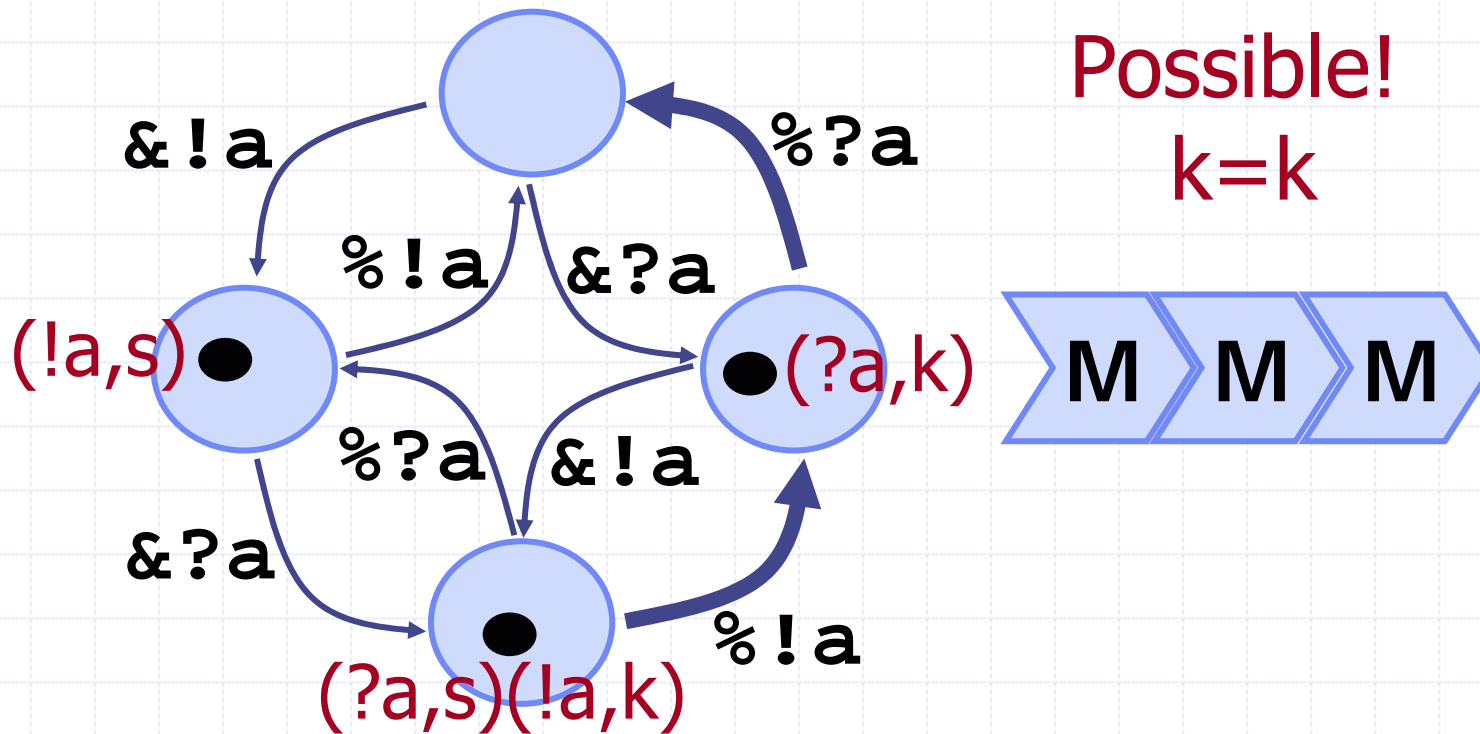 Possible!
k=k
&!a
%?a
%!a
&?a
(!a,s)
(?a,k)
M M M
%?a
&!a
&?a
%!a
(?a,s)(!a,k)